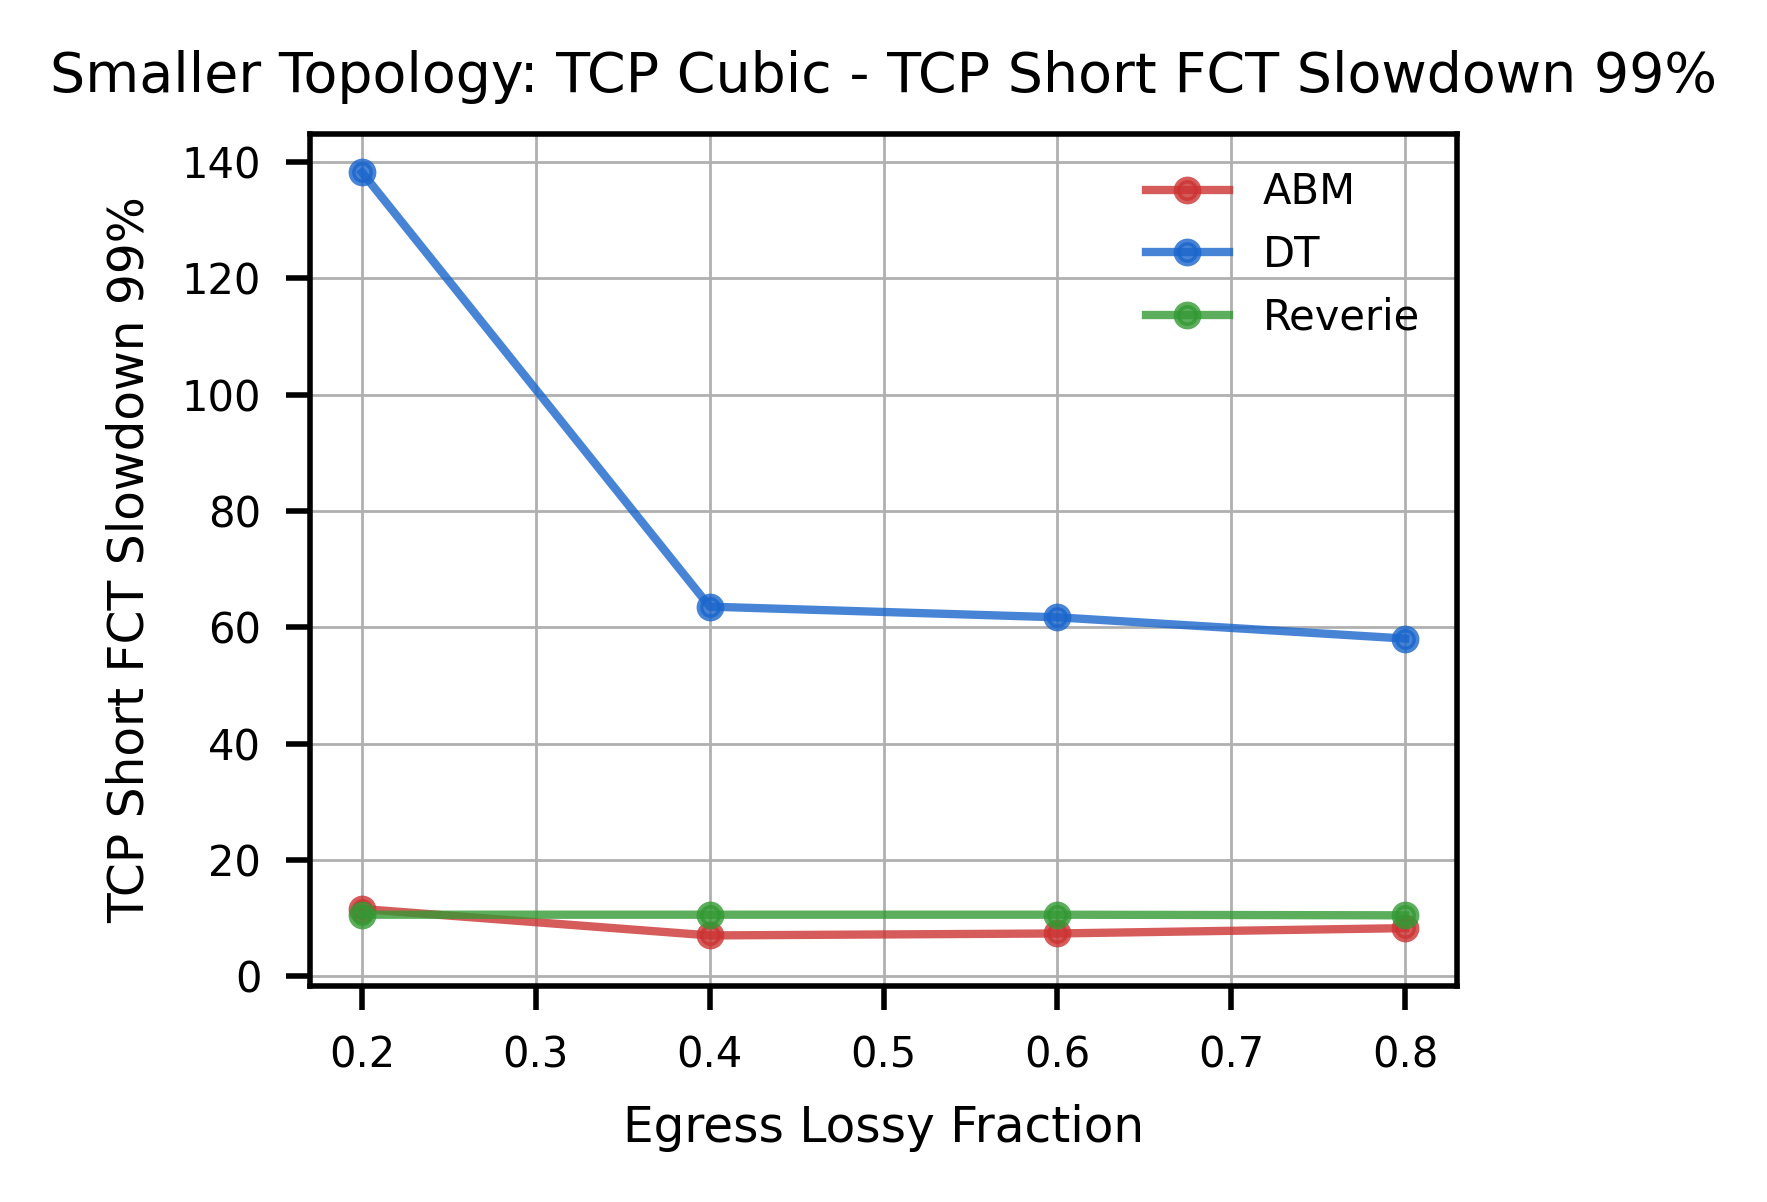 Smaller Topology: TCP Cubic - TCP Short FCT Slowdown 99%
TCP Short FCT Slowdown 99%
140
120
100
80
60
40
20
0
ABM
DT
Reverie
0.2 0.3 0.4 0.5 0.6 0.7 0.8
Egress Lossy Fraction